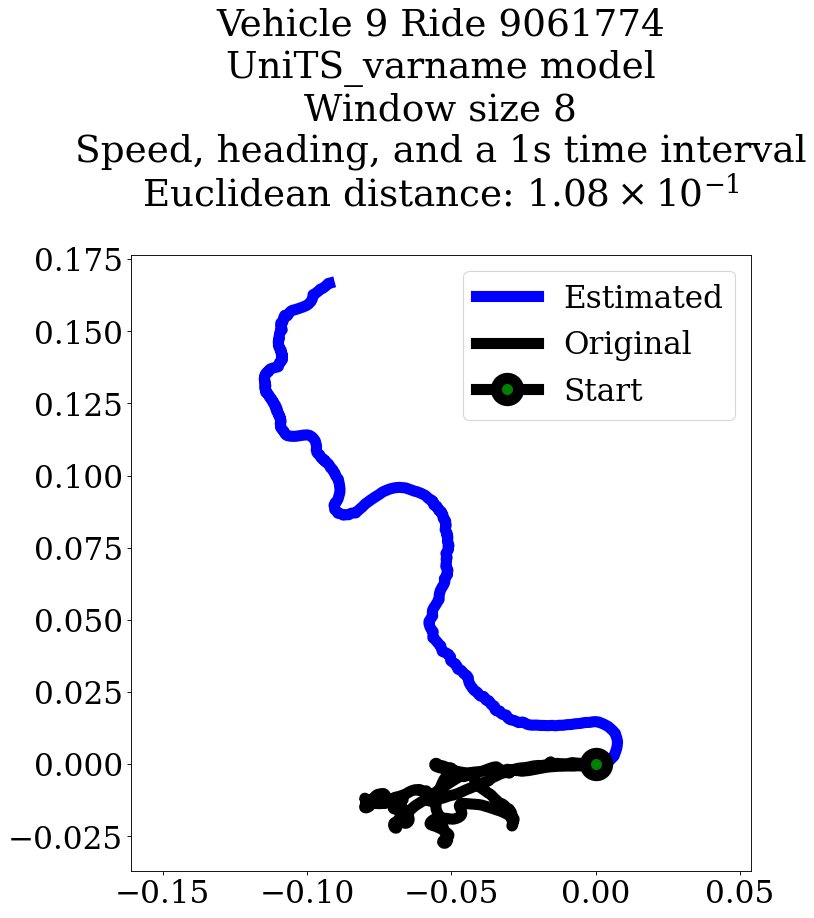 Vehicle 9 Ride 9061774
UniTS_varname model
Window size 8
Speed, heading, and a 1s time interval
Euclidean distance: 1.08 × 10⁻¹
0.175
0.150
0.125
0.100
0.075
0.050
0.025
0.000
−0.025
Estimated
Original
Start
−0.15 −0.10 −0.05 0.00 0.05